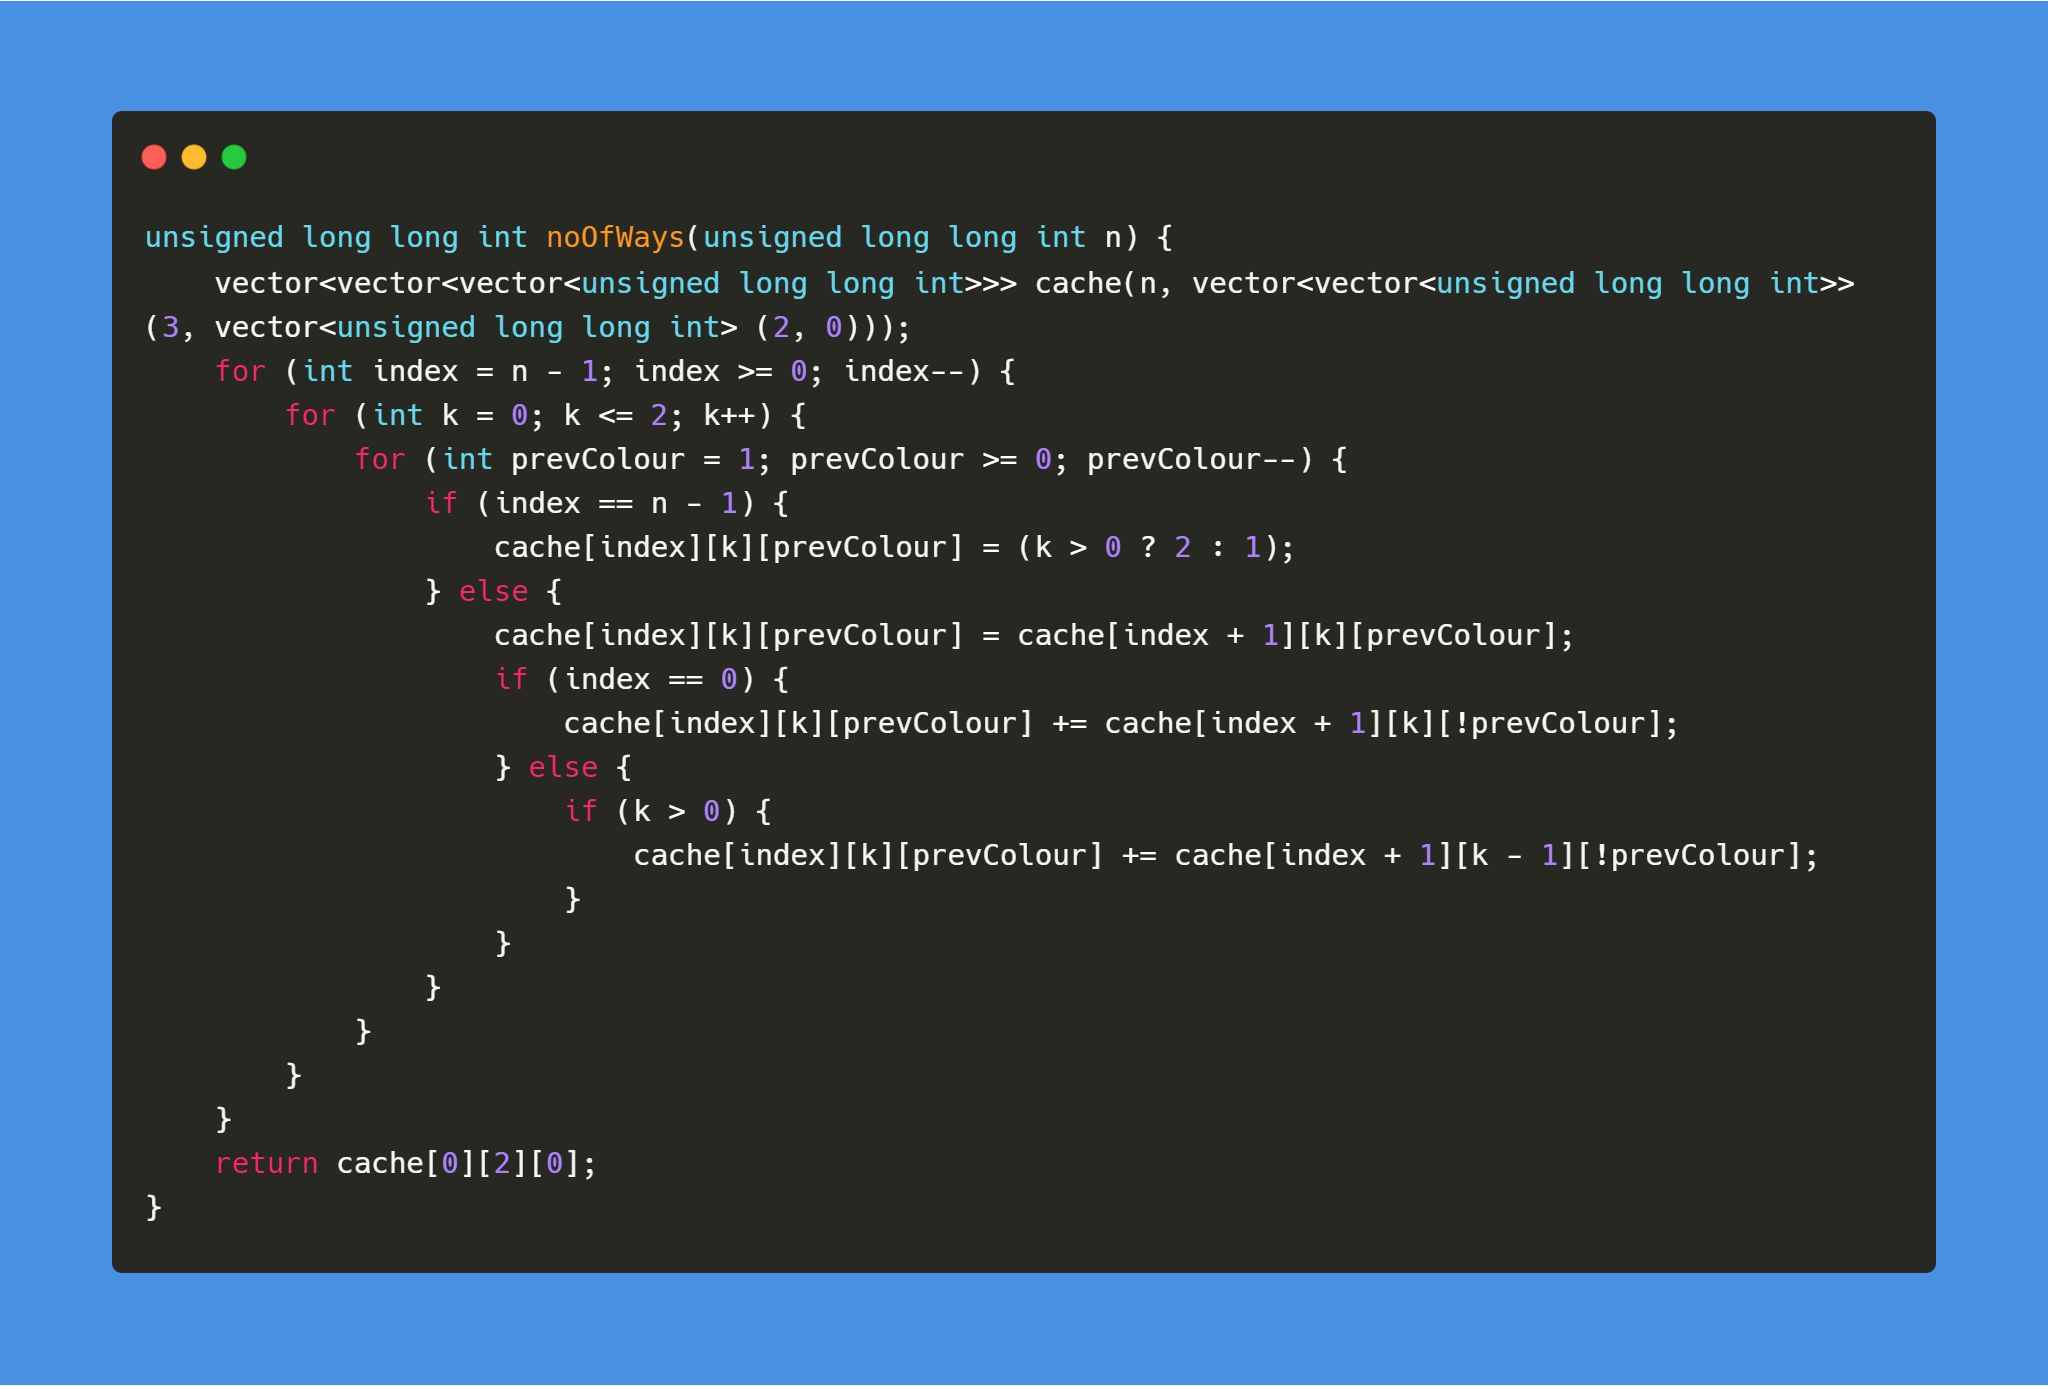 unsigned long long int noOfWays(unsigned long long int n) {
    vector<vector<vector<unsigned long long int>>> cache(n, vector<vector<unsigned long long int>>
(3, vector<unsigned long long int> (2, 0)));
    for (int index = n - 1; index >= 0; index--) {
        for (int k = 0; k <= 2; k++) {
            for (int prevColour = 1; prevColour >= 0; prevColour--) {
                if (index == n - 1) {
                    cache[index][k][prevColour] = (k > 0 ? 2 : 1);
                } else {
                    cache[index][k][prevColour] = cache[index + 1][k][prevColour];
                    if (index == 0) {
                        cache[index][k][prevColour] += cache[index + 1][k][!prevColour];
                    } else {
                        if (k > 0) {
                            cache[index][k][prevColour] += cache[index + 1][k - 1][!prevColour];
                        }
                    }
                }
            }
        }
    }
    return cache[0][2][0];
}